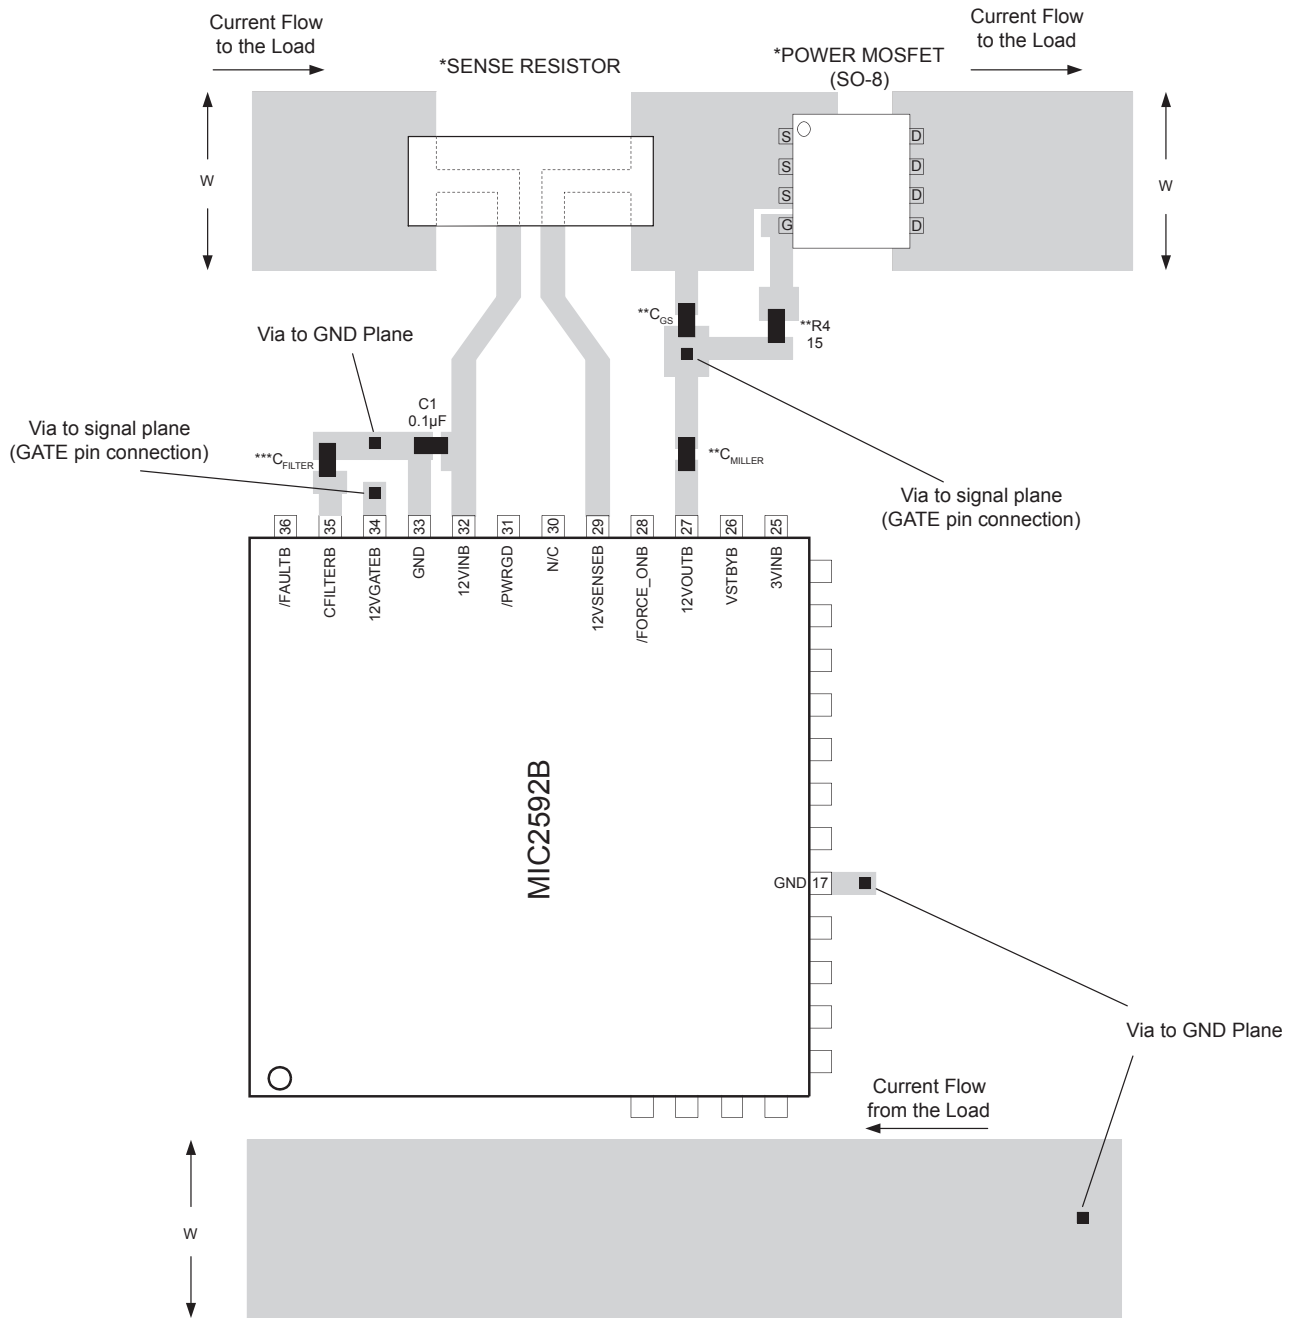 Current Flow
to the Load
*SENSE RESISTOR
*POWER MOSFET
(SO-8)
Current Flow
to the Load
W
S
S
S
G
D
D
D
D
W
**C_GS
**R4
15
Via to GND Plane
C1
0.1µF
Via to signal plane
(GATE pin connection)
***C_FILTER
**C_MILLER
Via to signal plane
(GATE pin connection)
36
35
34
33
32
31
30
29
28
27
26
25
/FAULTB
CFILTERB
12VGATEB
GND
12VINB
/PWRGD
N/C
12VSENSEB
/FORCE_ONB
12VOUTB
VSTBYB
3VINB
MIC2592B
GND 17
Via to GND Plane
Current Flow
from the Load
W